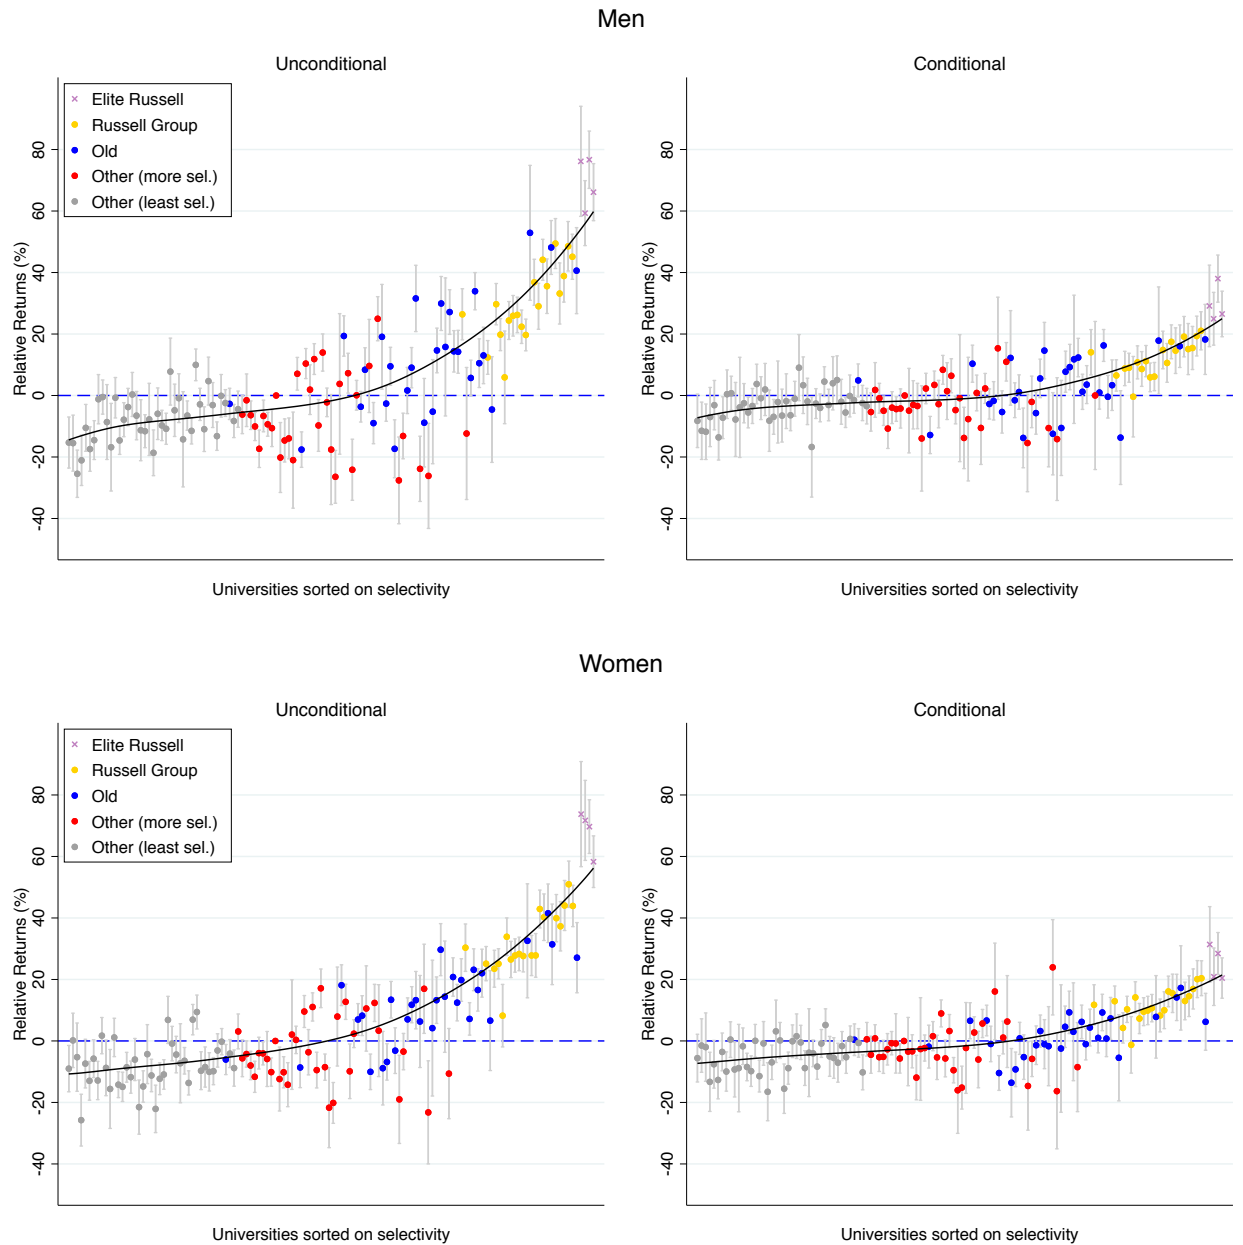 Men
Unconditional
Elite Russell
Russell Group
Old
Other (more sel.)
Other (least sel.)
Relative Returns (%)
80
60
40
20
0
-20
-40
Universities sorted on selectivity
Conditional
Relative Returns (%)
80
60
40
20
0
-20
-40
Universities sorted on selectivity
Women
Unconditional
Elite Russell
Russell Group
Old
Other (more sel.)
Other (least sel.)
Relative Returns (%)
80
60
40
20
0
-20
-40
Universities sorted on selectivity
Conditional
Relative Returns (%)
80
60
40
20
0
-20
-40
Universities sorted on selectivity